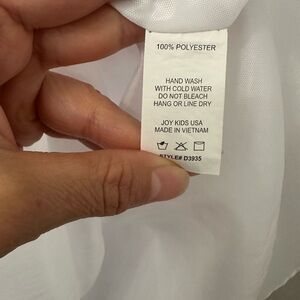 100% POLYESTER
HAND WASH
WITH COLD WATER
DO NOT BLEACH
HANG OR LINE DRY
JOY KIDS USA
MADE IN VIETNAM
STYLE# D3935